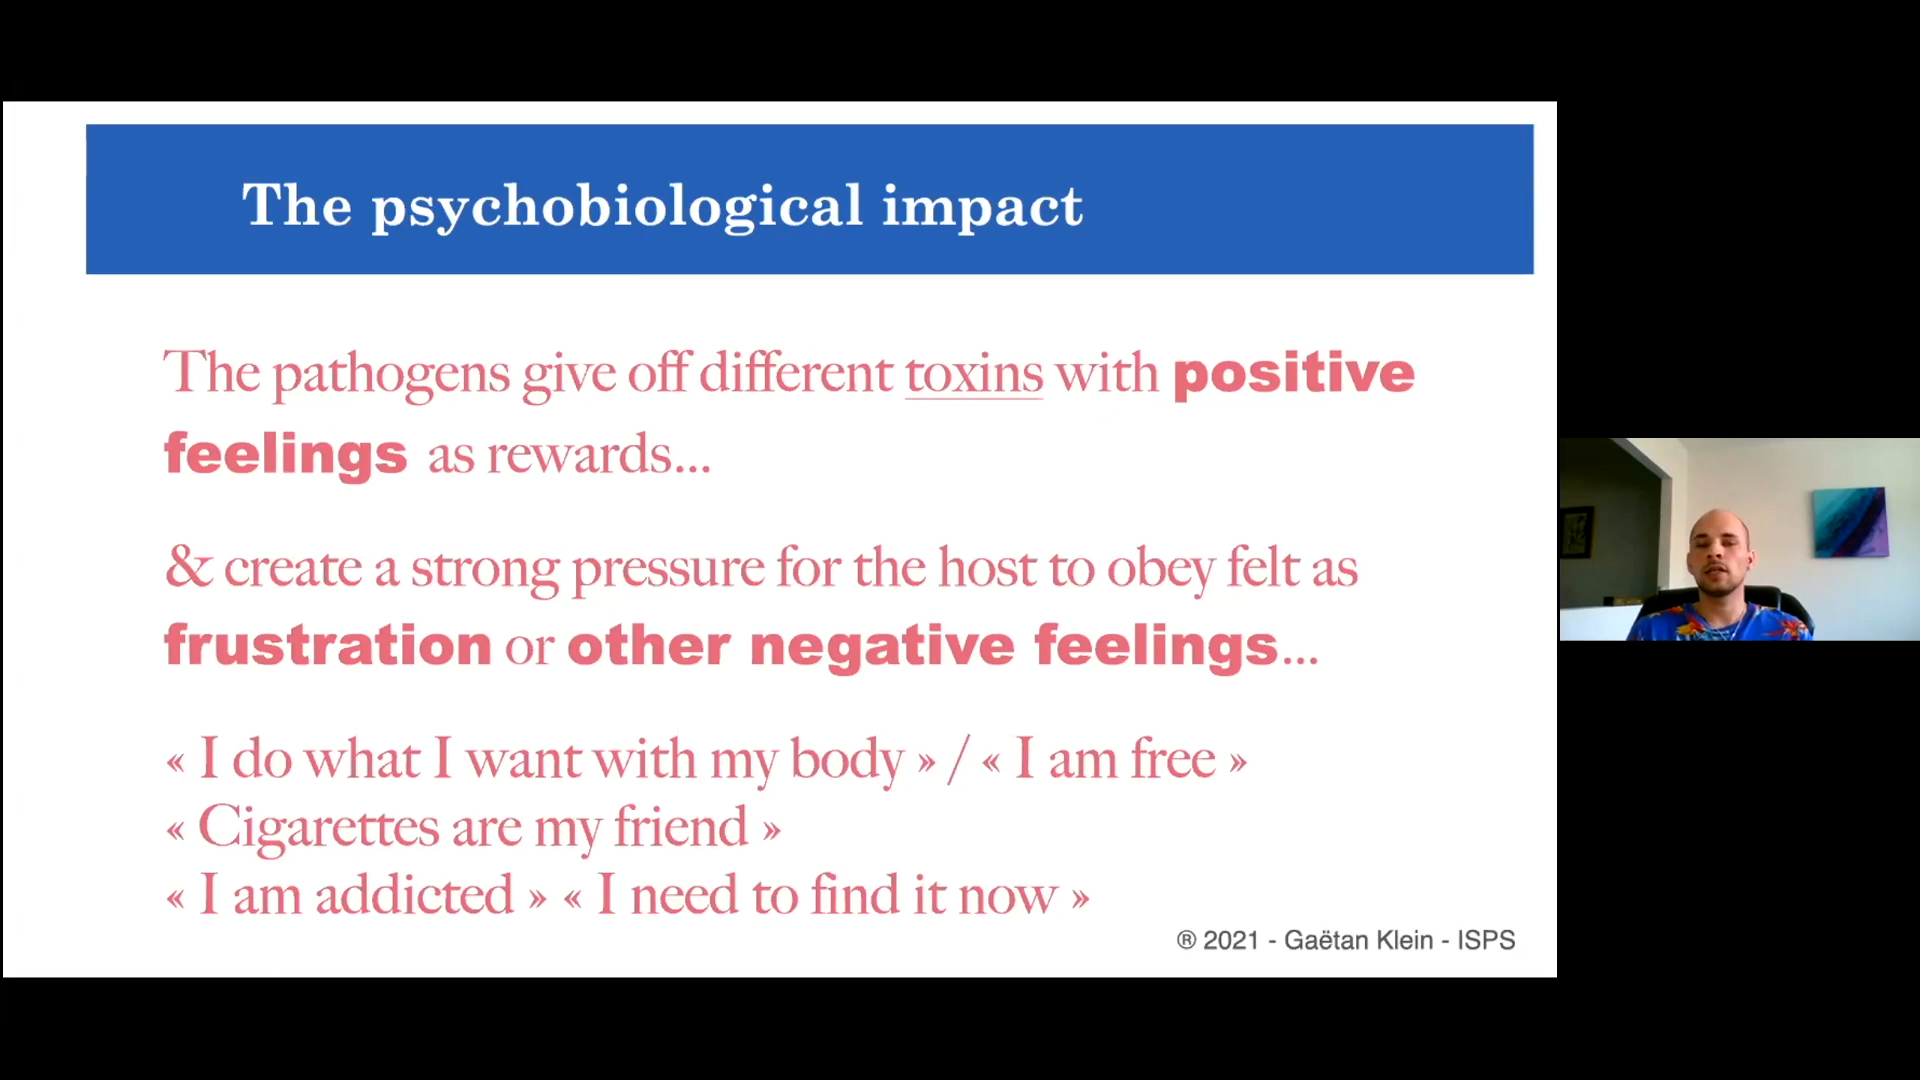 The psychobiological impact
The pathogens give off different toxins with positive
feelings as rewards...
& create a strong pressure for the host to obey felt as
frustration or other negative feelings...
« I do what I want with my body » / « I am free »
« Cigarettes are my friend »
« I am addicted » « I need to find it now »
® 2021 - Gaëtan Klein - ISPS